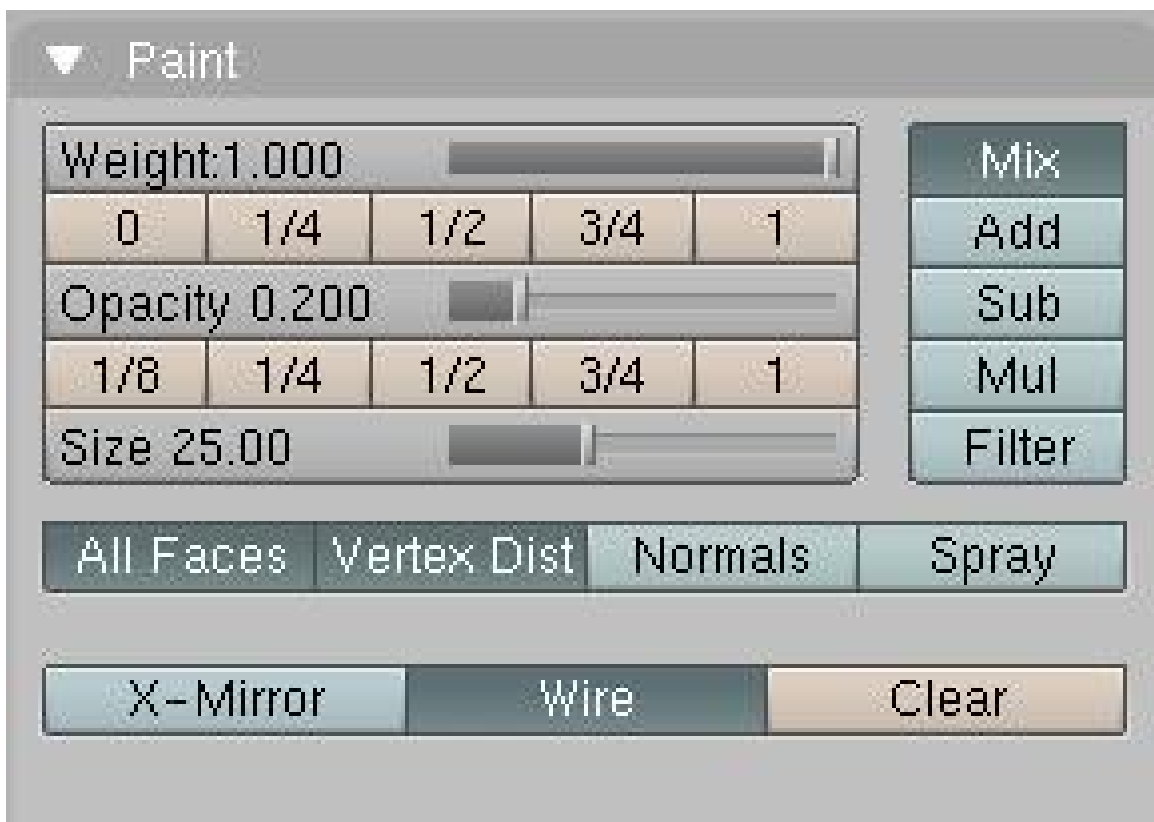 Paint
Weight:1.000
0 1/4 1/2 3/4 1
Opacity 0.200
1/8 1/4 1/2 3/4 1
Size 25.00
Mix
Add
Sub
Mul
Filter
All Faces Vertex Dist Normals Spray
X-Mirror Wire Clear